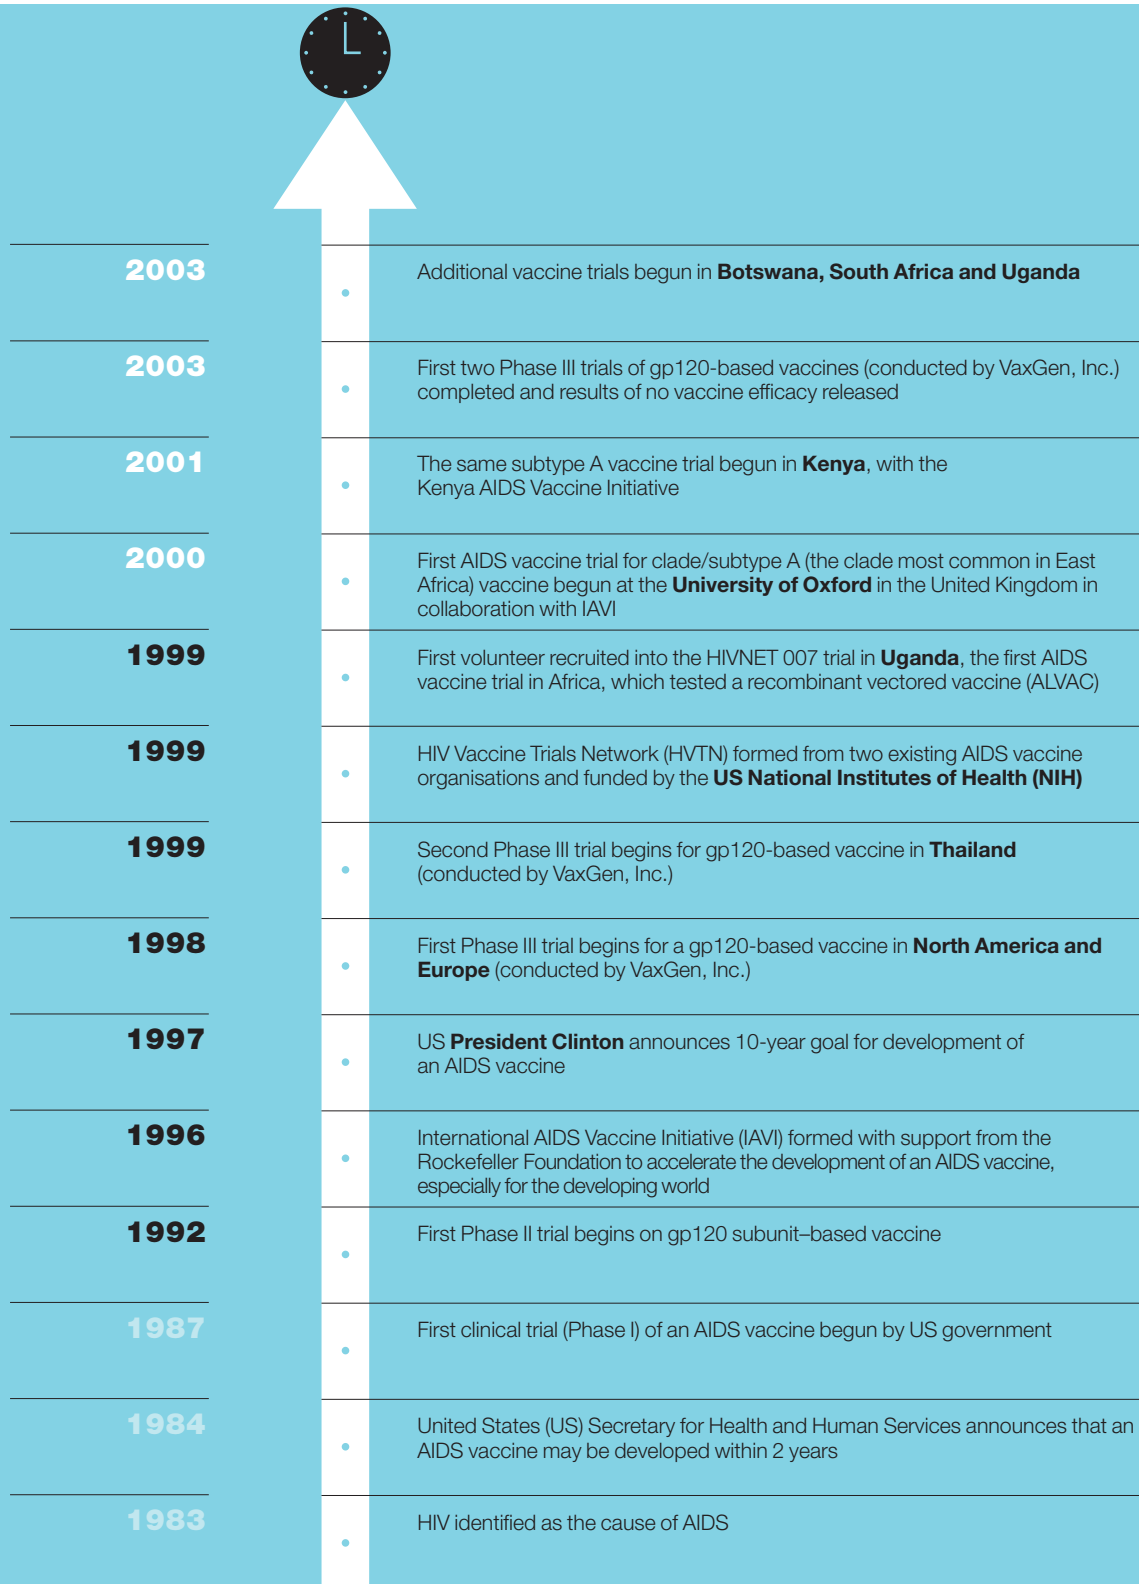 2003
Additional vaccine trials begun in Botswana, South Africa and Uganda
2003
First two Phase III trials of gp120-based vaccines (conducted by VaxGen, Inc.)
completed and results of no vaccine efficacy released
2001
The same subtype A vaccine trial begun in Kenya, with the
Kenya AIDS Vaccine Initiative
2000
First AIDS vaccine trial for clade/subtype A (the clade most common in East
Africa) vaccine begun at the University of Oxford in the United Kingdom in
collaboration with IAVI
1999
First volunteer recruited into the HIVNET 007 trial in Uganda, the first AIDS
vaccine trial in Africa, which tested a recombinant vectored vaccine (ALVAC)
1999
HIV Vaccine Trials Network (HVTN) formed from two existing AIDS vaccine
organisations and funded by the US National Institutes of Health (NIH)
1999
Second Phase III trial begins for gp120-based vaccine in Thailand
(conducted by VaxGen, Inc.)
1998
First Phase III trial begins for a gp120-based vaccine in North America and
Europe (conducted by VaxGen, Inc.)
1997
US President Clinton announces 10-year goal for development of
an AIDS vaccine
1996
International AIDS Vaccine Initiative (IAVI) formed with support from the
Rockefeller Foundation to accelerate the development of an AIDS vaccine,
especially for the developing world
1992
First Phase II trial begins on gp120 subunit–based vaccine
1987
First clinical trial (Phase I) of an AIDS vaccine begun by US government
1984
United States (US) Secretary for Health and Human Services announces that an
AIDS vaccine may be developed within 2 years
1983
HIV identified as the cause of AIDS